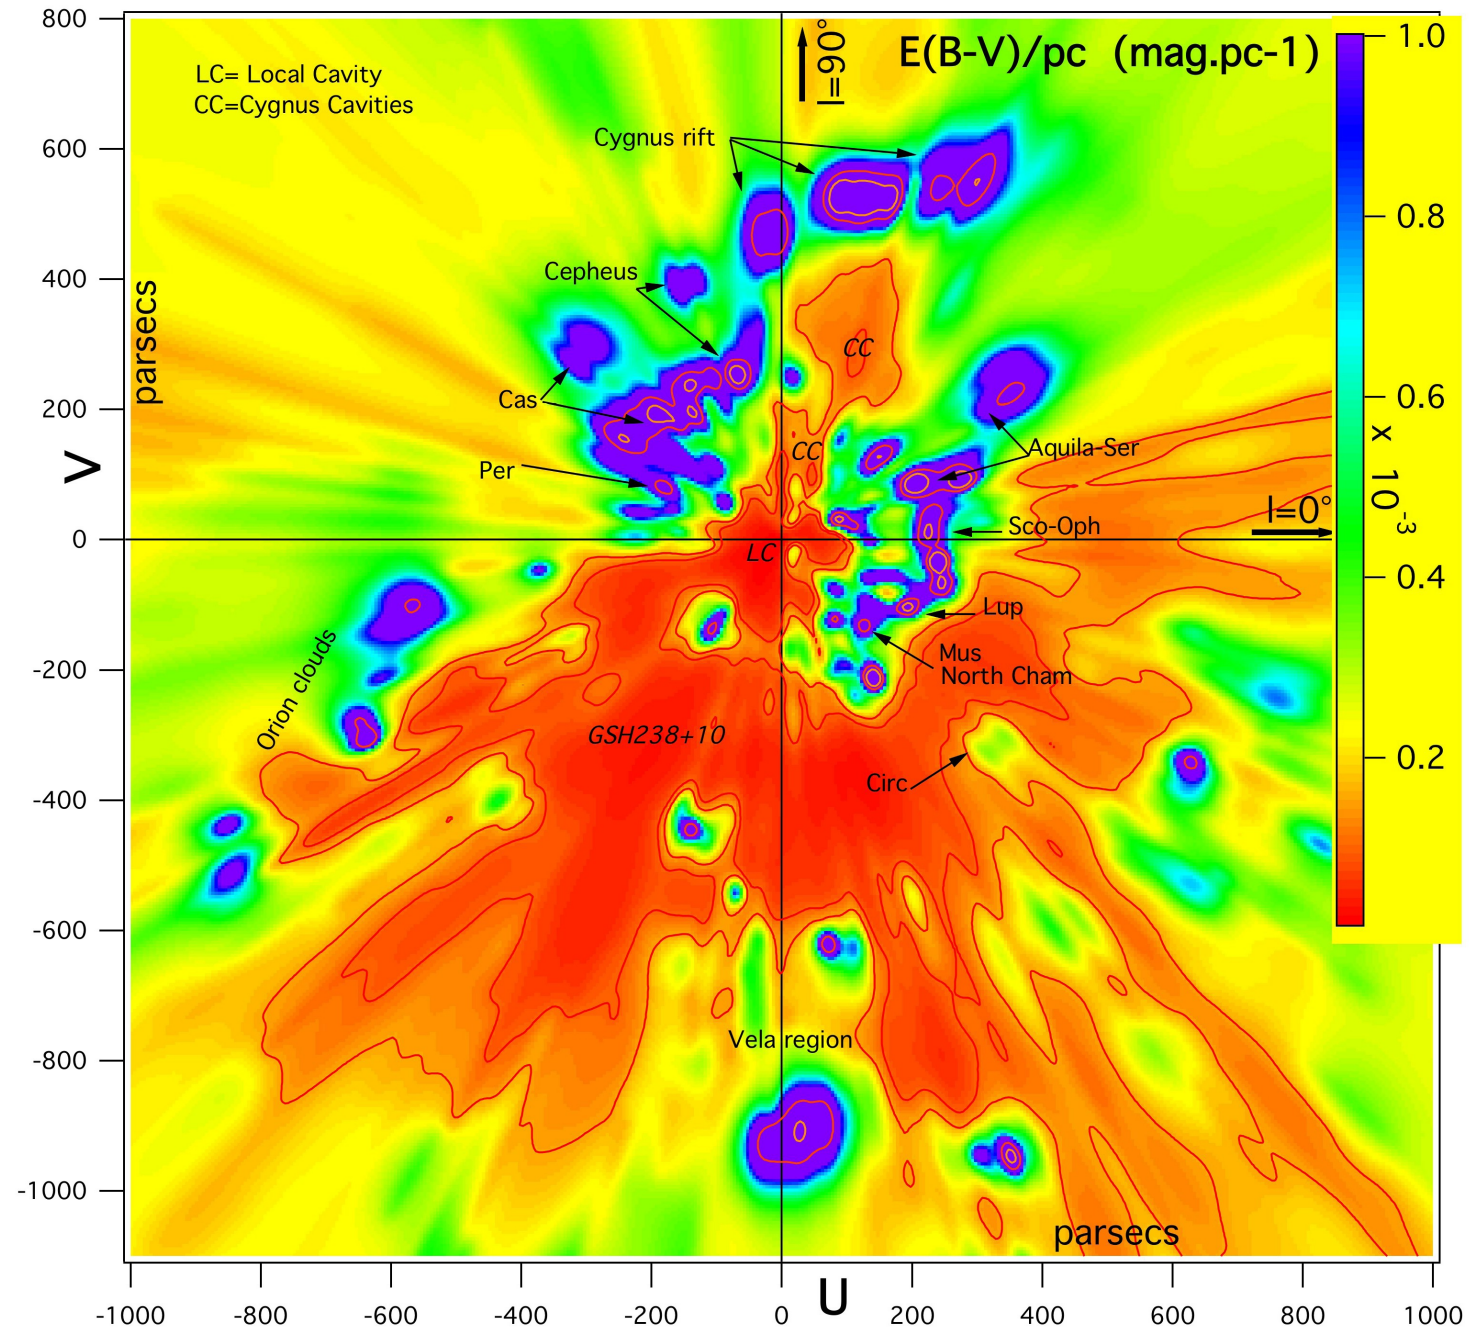 800
600
400
200
0
-200
-400
-600
-800
-1000
V
parsecs
LC= Local Cavity
CC=Cygnus Cavities
l=90°
E(B-V)/pc (mag.pc-1)
Cygnus rift
Cepheus
Cas
Per
CC
CC
LC
Aquila-Ser
l=0°
Sco-Oph
Lup
Mus
North Cham
Orion clouds
GSH238+10
Circ
Vela region
parsecs
1.0
0.8
0.6
0.4
0.2
x 10-3
-1000
-800
-600
-400
-200
0
200
400
600
800
1000
U